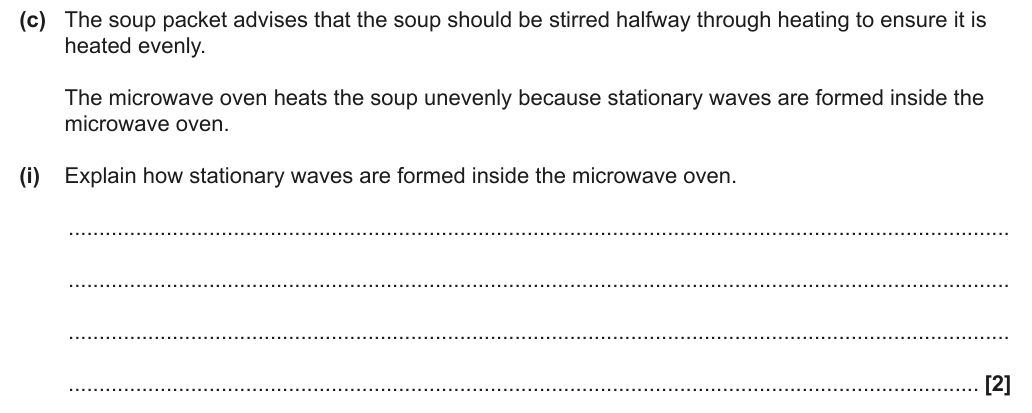 (c) The soup packet advises that the soup should be stirred halfway through heating to ensure it is
heated evenly.
The microwave oven heats the soup unevenly because stationary waves are formed inside the
microwave oven.
(i) Explain how stationary waves are formed inside the microwave oven.
....................................................................................................
....................................................................................................
....................................................................................................
.................................................................................................... [2]